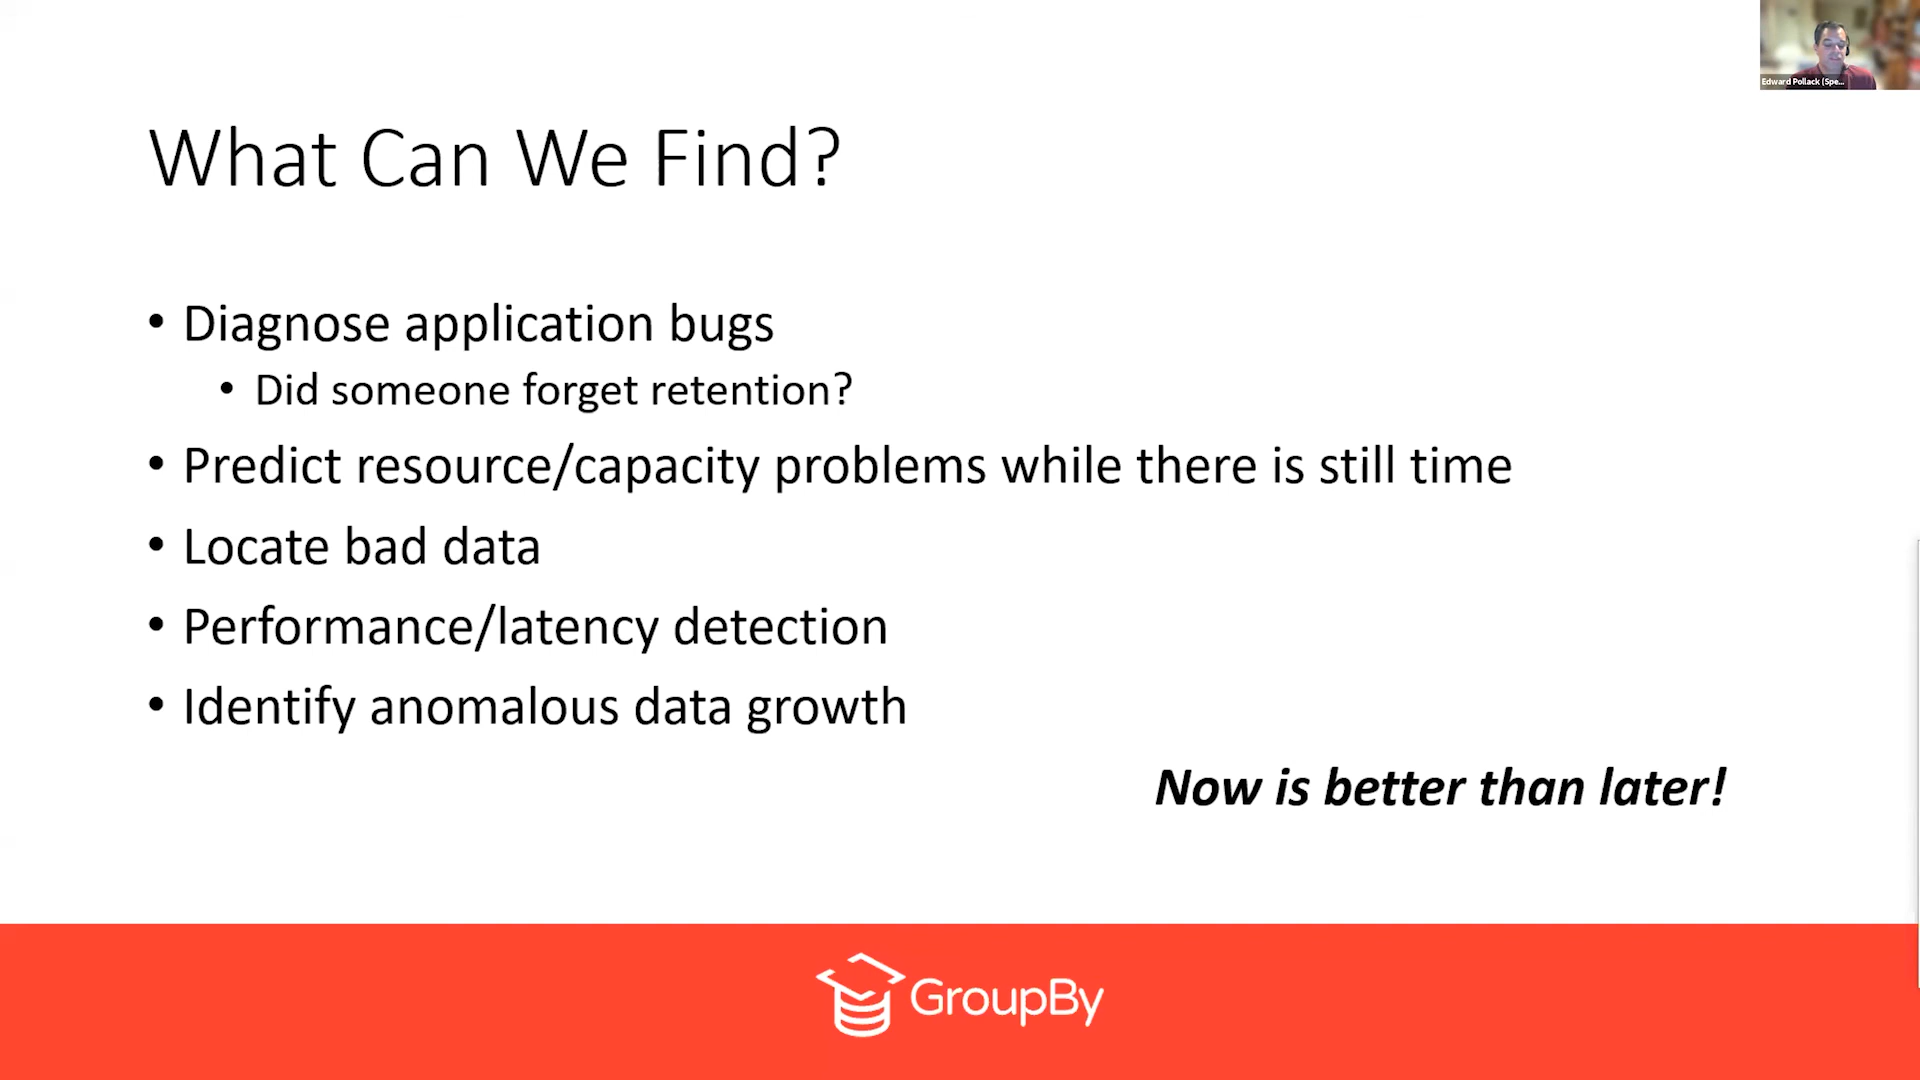 Edward Pollack (Spe...
What Can We Find?
• Diagnose application bugs
• Did someone forget retention?
• Predict resource/capacity problems while there is still time
• Locate bad data
• Performance/latency detection
• Identify anomalous data growth
Now is better than later!
GroupBy